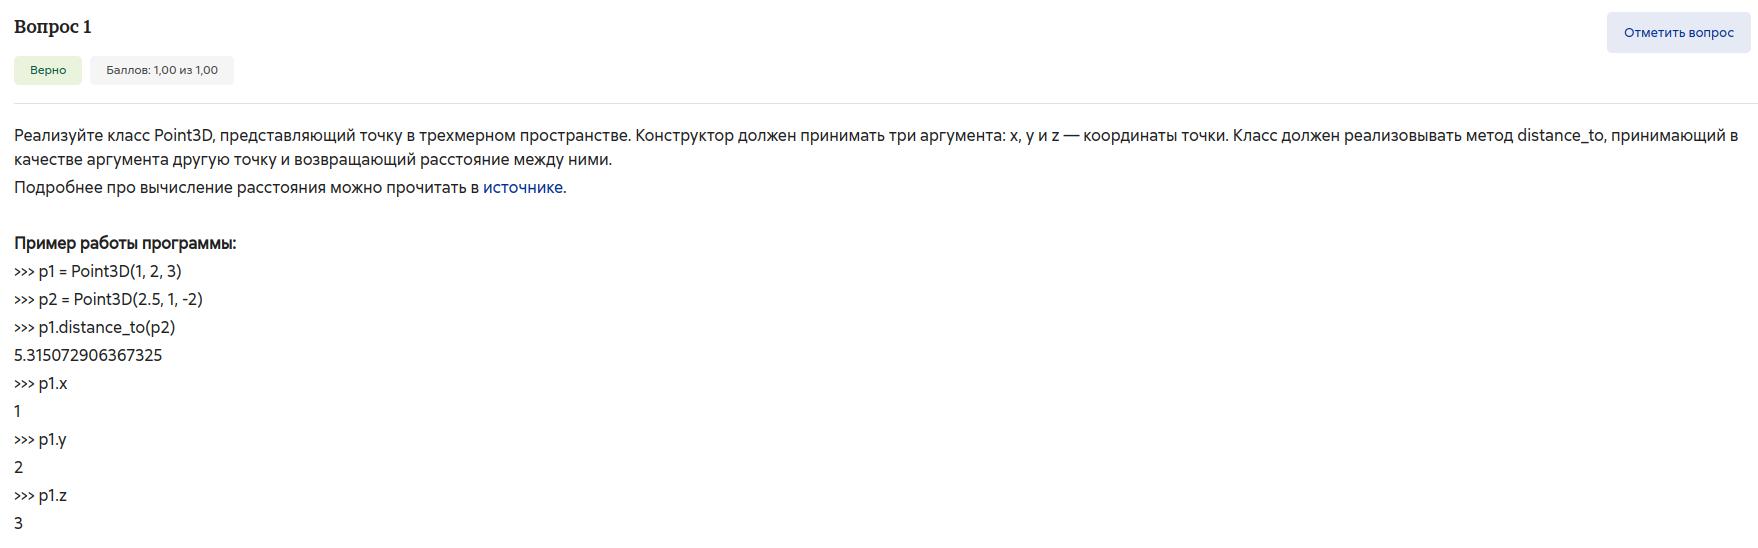 Вопрос 1
Отметить вопрос
Верно
Баллов: 1,00 из 1,00
Реализуйте класс Point3D, представляющий точку в трехмерном пространстве. Конструктор должен принимать три аргумента: x, y и z — координаты точки. Класс должен реализовывать метод distance_to, принимающий в
качестве аргумента другую точку и возвращающий расстояние между ними.
Подробнее про вычисление расстояния можно прочитать в источнике.
Пример работы программы:
>>> p1 = Point3D(1, 2, 3)
>>> p2 = Point3D(2.5, 1, -2)
>>> p1.distance_to(p2)
5.315072906367325
>>> p1.x
1
>>> p1.y
2
>>> p1.z
3